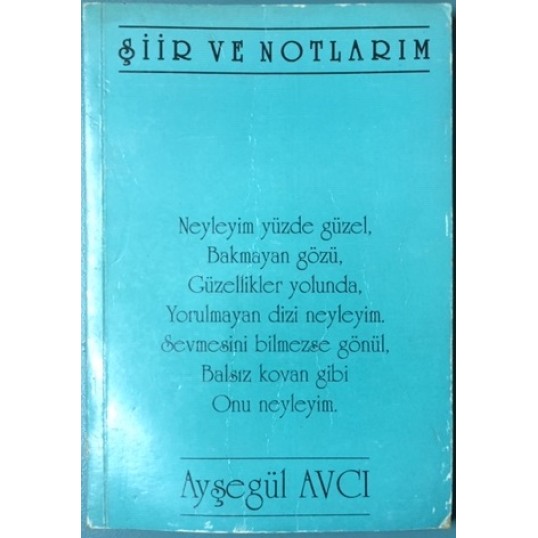 ŞİİR VE NOTLARIM
Neyleyim yüzde güzel,
Bakmayan gözü,
Güzellikler yolunda,
Yorulmayan dizi neyleyim.
Sevmesini bilmezse gönül,
Balsız kovan gibi
Onu neyleyim.
Ayşegül AVCI